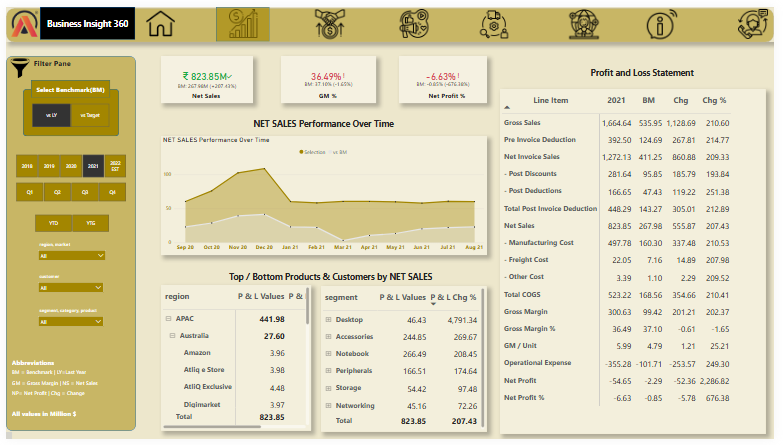 Business Insight 360
Filter Pane
Select Benchmark(BM)
vs LY
vs Target
2018
2019
2020
2021
2022
EST
Q1
Q2
Q3
Q4
YTD
YTG
region, market
All
customer
All
segment, category, product
All
Abbreviations
BM = Benchmark | LY=Last Year
GM = Gross Margin | NS = Net Sales
NP= Net Profit | Chg = Change
All values in Million $
₹ 823.85M✓
BM: 267.98M (+207.43%)
Net Sales
36.49%!
BM: 37.10% (-1.65%)
GM %
-6.63%!
BM: -0.85% (-676.38%)
Net Profit %
NET SALES Performance Over Time
NET SALES Performance Over Time
Selection
vs BM
100
50
0
Sep 20 Oct 20 Nov 20 Dec 20 Jan 21 Feb 21 Mar 21 Apr 21 May 21 Jun 21 Jul 21 Aug 21
Top / Bottom Products & Customers by NET SALES
region P & L Values P &
APAC 441.98
Australia 27.60
Amazon 3.96
Atliq e Store 3.98
AtliQ Exclusive 4.48
Digimarket 3.97
Total 823.85
segment P & L Values P & L Chg %
Desktop 46.43 4,791.34
Accessories 244.85 269.67
Notebook 266.49 208.45
Peripherals 166.51 174.64
Storage 54.42 97.48
Networking 45.16 72.26
Total 823.85 207.43
Profit and Loss Statement
Line Item 2021 BM Chg Chg %
Gross Sales 1,664.64 535.95 1,128.69 210.60
Pre Invoice Deduction 392.50 124.69 267.81 214.77
Net Invoice Sales 1,272.13 411.25 860.88 209.33
- Post Discounts 281.64 95.85 185.79 193.84
- Post Deductions 166.65 47.43 119.22 251.38
Total Post Invoice Deduction 448.29 143.27 305.01 212.89
Net Sales 823.85 267.98 555.87 207.43
- Manufacturing Cost 497.78 160.30 337.48 210.53
- Freight Cost 22.05 7.16 14.89 207.98
- Other Cost 3.39 1.10 2.29 209.52
Total COGS 523.22 168.56 354.66 210.41
Gross Margin 300.63 99.42 201.21 202.37
Gross Margin % 36.49 37.10 -0.61 -1.65
GM / Unit 5.99 4.79 1.21 25.21
Operational Expense -355.28 -101.71 -253.57 249.30
Net Profit -54.65 -2.29 -52.36 2,286.82
Net Profit % -6.63 -0.85 -5.78 676.38